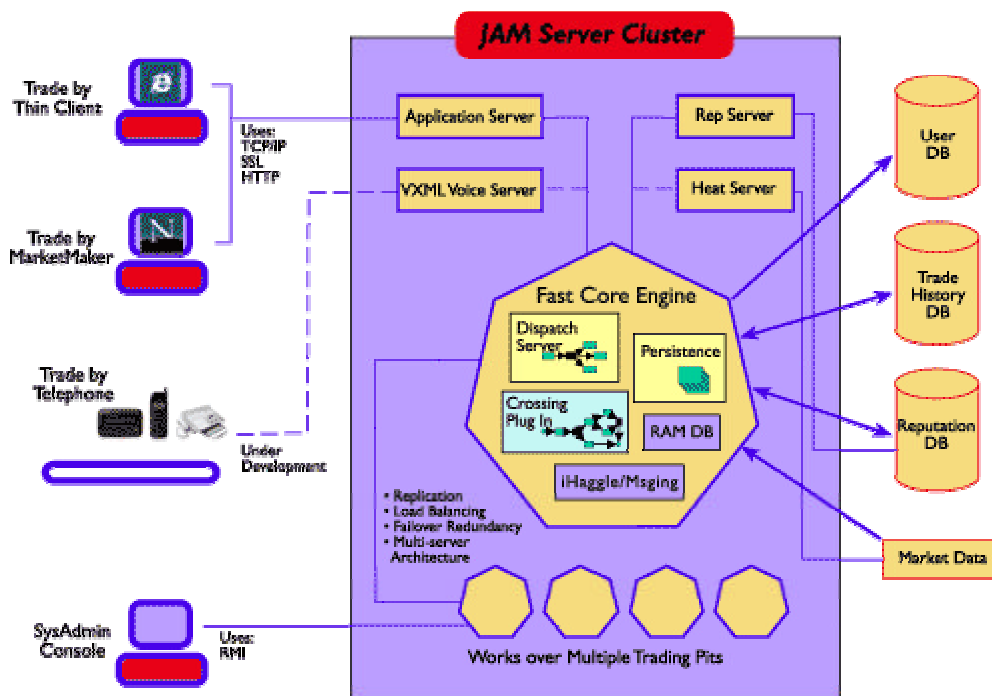 JAM Server Cluster
Trade by
Thin Client
Uses:
TCP/IP
SSL
HTTP
Trade by
MarketMaker
Trade by
Telephone
Under
Development
SysAdmin
Console
Uses:
RMI
Application Server
VXML Voice Server
Rep Server
Heat Server
Fast Core Engine
Dispatch
Server
Persistence
Crossing
Plug In
RAM DB
iHaggle/Msging
• Replication
• Load Balancing
• Failover Redundancy
• Multi-server
Architecture
Works over Multiple Trading Pits
User
DB
Trade
History
DB
Reputation
DB
Market Data